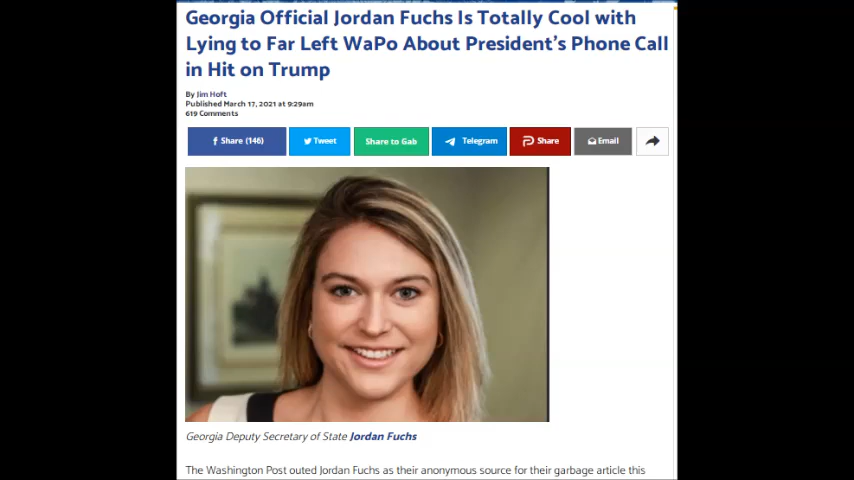 Georgia Official Jordan Fuchs Is Totally Cool with
Lying to Far Left WaPo About President's Phone Call
in Hit on Trump
By Jim Hoft
Published March 17, 2021 at 9:29am
619 Comments
Share (146)
Tweet
Share to Gab
Telegram
Share
Email
Georgia Deputy Secretary of State Jordan Fuchs
The Washington Post outed Jordan Fuchs as their anonymous source for their garbage article this